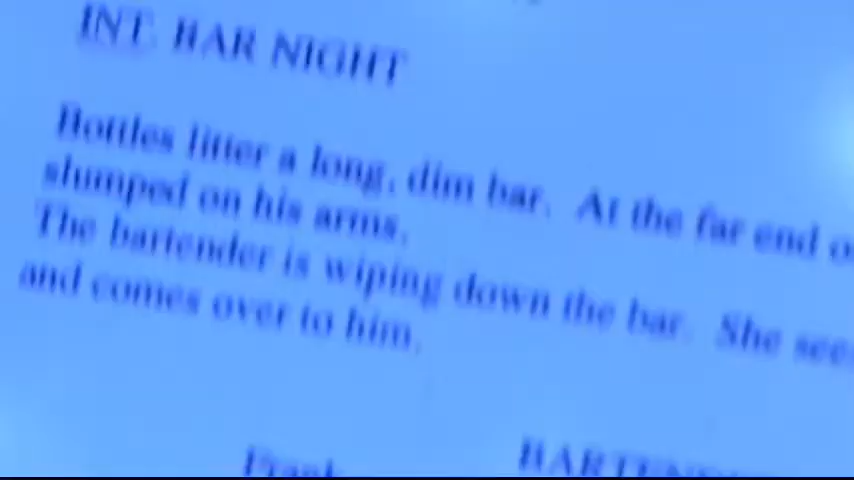 INT. BAR NIGHT
Bottles litter a long, dim bar. At the far end
slumped on his arms.
The bartender is wiping down the bar. She
and comes over to him.
Frank